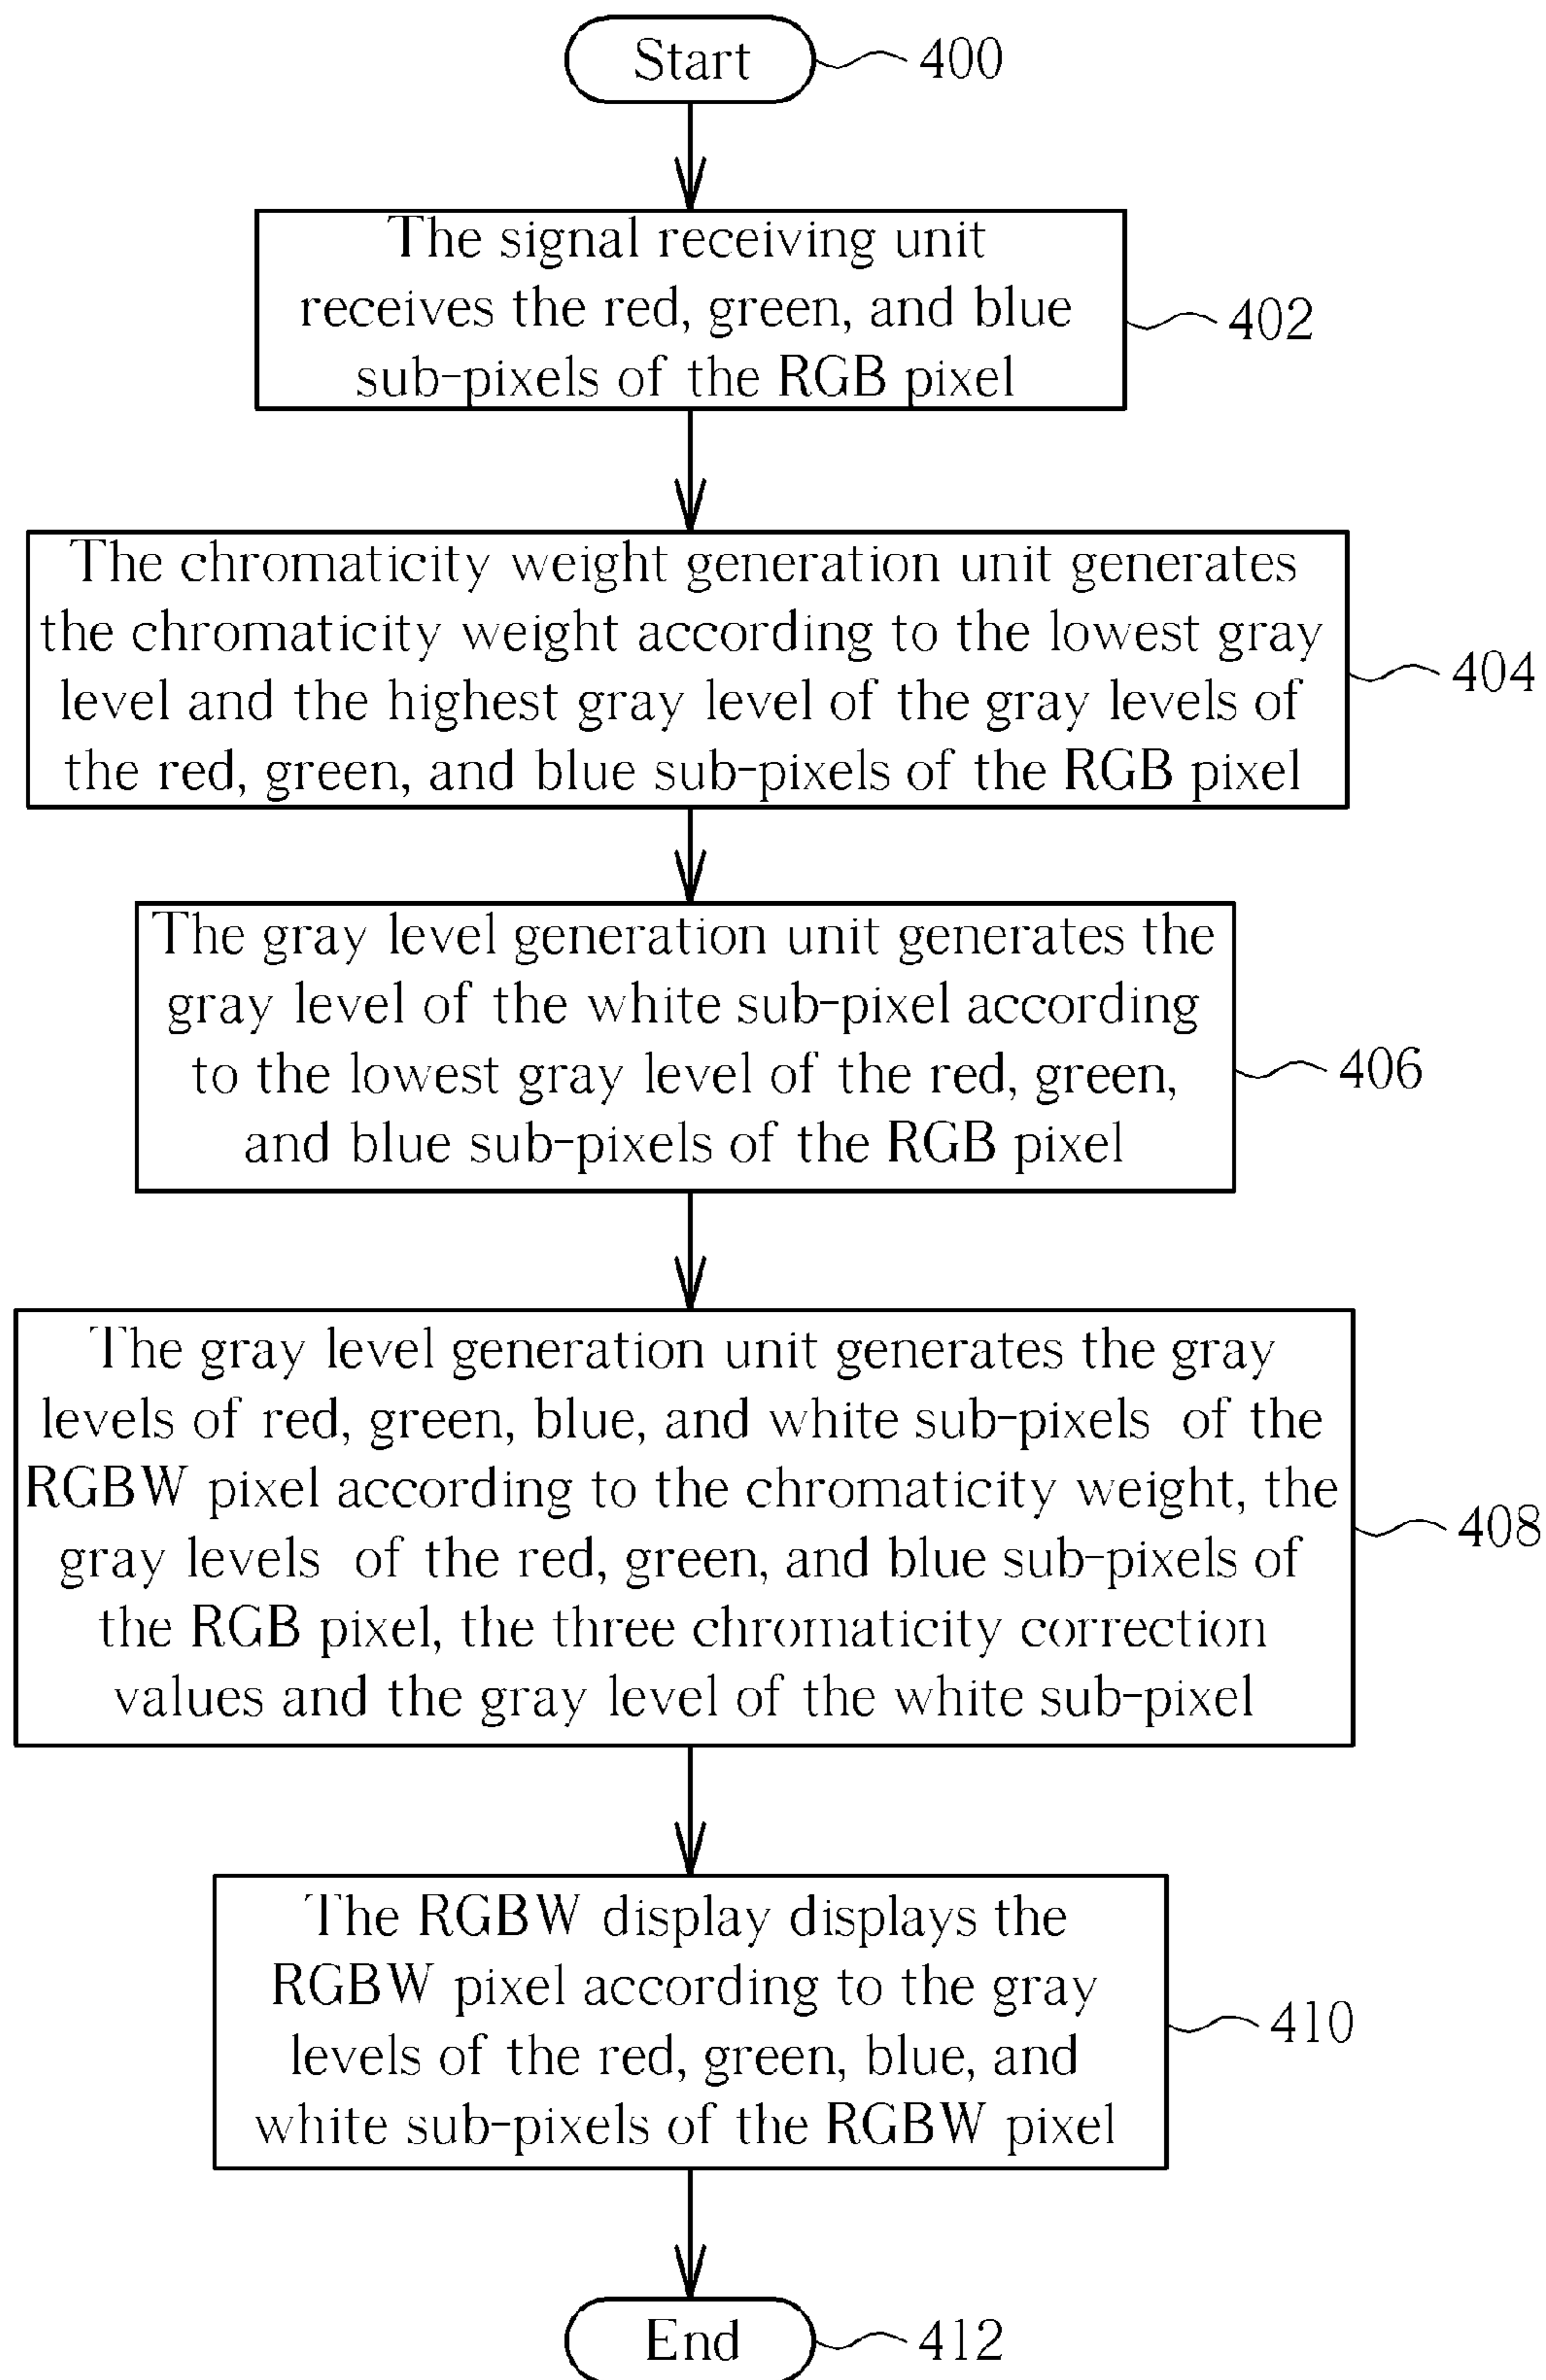 Start
400
The signal receiving unit
receives the red, green, and blue
sub-pixels of the RGB pixel
402
The chromaticity weight generation unit generates
the chromaticity weight according to the lowest gray
level and the highest gray level of the gray levels of
the red, green, and blue sub-pixels of the RGB pixel
404
The gray level generation unit generates the
gray level of the white sub-pixel according
to the lowest gray level of the red, green,
and blue sub-pixels of the RGB pixel
406
The gray level generation unit generates the gray
levels of red, green, blue, and white sub-pixels of the
RGBW pixel according to the chromaticity weight, the
gray levels of the red, green, and blue sub-pixels of
the RGB pixel, the three chromaticity correction
values and the gray level of the white sub-pixel
408
The RGBW display displays the
RGBW pixel according to the gray
levels of the red, green, blue, and
white sub-pixels of the RGBW pixel
410
End
412